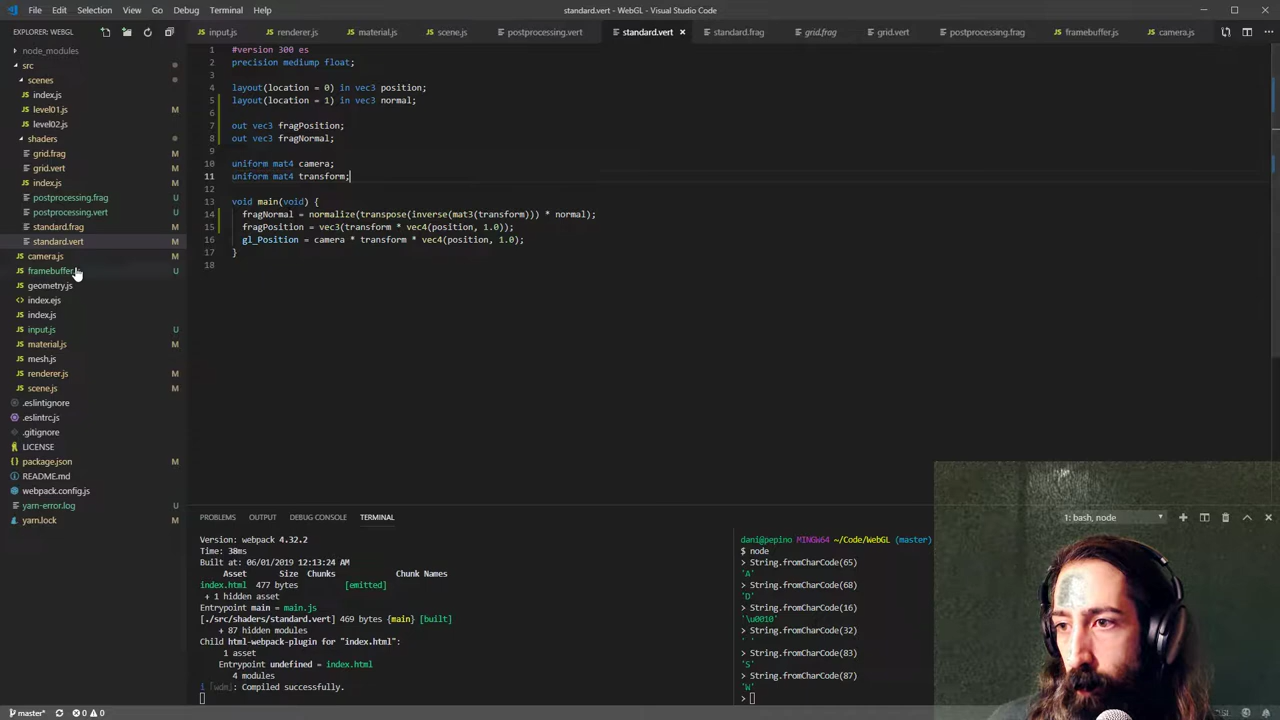 File Edit Selection View Go Debug Terminal Help
standard.vert - WebGL - Visual Studio Code
EXPLORER: WEBGL
node_modules
src
scenes
index.js
level01.js M
level02.js
shaders
grid.frag M
grid.vert M
index.js M
postprocessing.frag U
postprocessing.vert U
standard.frag M
standard.vert M
camera.js M
framebuffer. U
geometry.js
index.ejs
index.js
input.js U
material.js M
mesh.js
renderer.js M
scene.js M
.eslintignore
.eslintrc.js
.gitignore
LICENSE
package.json M
README.md
webpack.config.js
yarn-error.log U
yarn.lock M
input.js renderer.js material.js scene.js postprocessing.vert standard.vert standard.frag grid.frag grid.vert postprocessing.frag framebuffer.js camera.js
1 #version 300 es
2 precision mediump float;
3
4 layout(location = 0) in vec3 position;
5 layout(location = 1) in vec3 normal;
6
7 out vec3 fragPosition;
8 out vec3 fragNormal;
9
10 uniform mat4 camera;
11 uniform mat4 transform;
12
13 void main(void) {
14 fragNormal = normalize(transpose(inverse(mat3(transform))) * normal);
15 fragPosition = vec3(transform * vec4(position, 1.0));
16 gl_Position = camera * transform * vec4(position, 1.0);
17 }
18
PROBLEMS OUTPUT DEBUG CONSOLE TERMINAL
1: bash, node
Version: webpack 4.32.2
Time: 38ms
Built at: 06/01/2019 12:13:24 AM
Asset Size Chunks Chunk Names
index.html 477 bytes [emitted]
+ 1 hidden asset
Entrypoint main = main.js
[./src/shaders/standard.vert] 469 bytes {main} [built]
+ 87 hidden modules
Child html-webpack-plugin for "index.html":
1 asset
Entrypoint undefined = index.html
4 modules
i ｢wdm｣: Compiled successfully.
dani@pepino MINGW64 ~/Code/WebGL (master)
$ node
> String.fromCharCode(65)
'A'
> String.fromCharCode(68)
'D'
> String.fromCharCode(16)
'\u0010'
> String.fromCharCode(32)
' '
> String.fromCharCode(83)
'S'
> String.fromCharCode(87)
'W'
>
master* 0 0